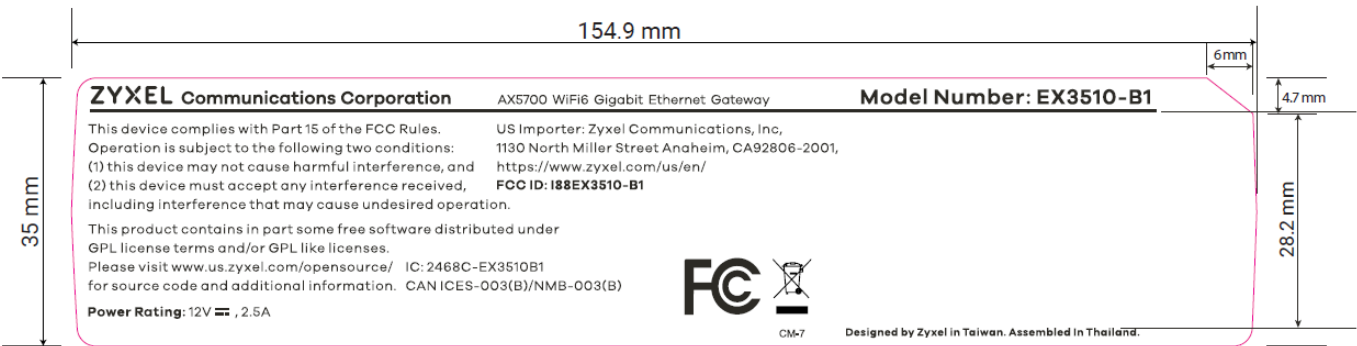 154.9 mm
6mm
ZYXEL Communications Corporation AX5700 WiFi6 Gigabit Ethernet Gateway Model Number: EX3510-B1
4.7mm
This device complies with Part 15 of the FCC Rules. US Importer: Zyxel Communications, Inc,
Operation is subject to the following two conditions: 1130 North Miller Street Anaheim, CA92806-2001,
(1) this device may not cause harmful interference, and https://www.zyxel.com/us/en/
(2) this device must accept any interference received, FCC ID: I88EX3510-B1
including interference that may cause undesired operation.
35 mm
28.2 mm
This product contains in part some free software distributed under
GPL license terms and/or GPL like licenses.
Please visit www.us.zyxel.com/opensource/ IC: 2468C-EX3510B1
for source code and additional information. CAN ICES-003(B)/NMB-003(B)
FC
Power Rating: 12V ⎓ , 2.5A
CM-7 Designed by Zyxel in Taiwan. Assembled In Thailand.